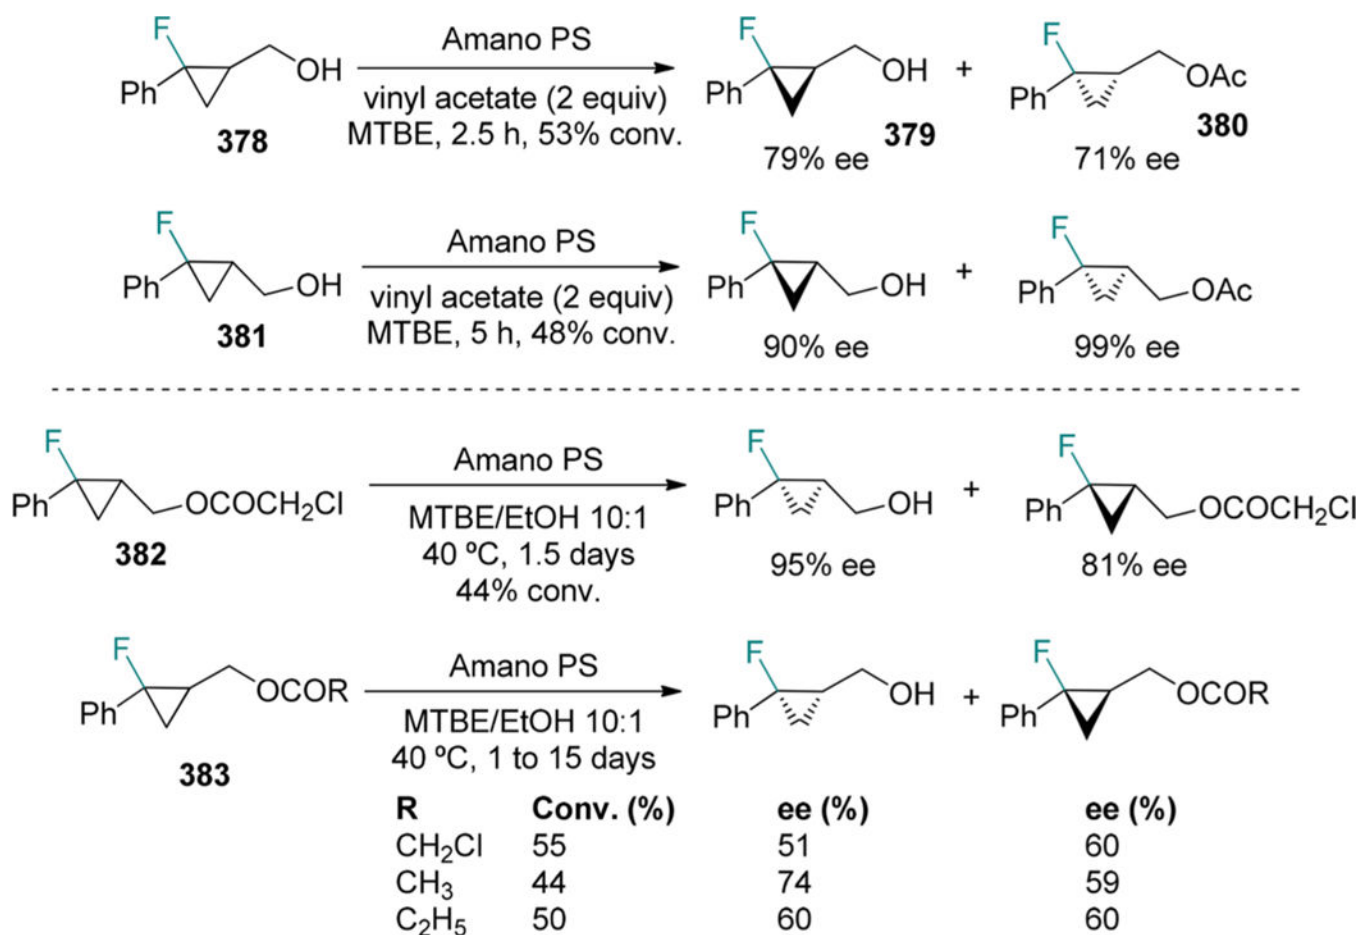 F
Ph
OH
378
Amano PS
vinyl acetate (2 equiv)
MTBE, 2.5 h, 53% conv.
F
Ph
OH
379
79% ee
+
F
Ph
OAc
380
71% ee
F
Ph
OH
381
Amano PS
vinyl acetate (2 equiv)
MTBE, 5 h, 48% conv.
F
Ph
OH
90% ee
+
F
Ph
OAc
99% ee
F
Ph
OCOCH₂Cl
382
Amano PS
MTBE/EtOH 10:1
40 ºC, 1.5 days
44% conv.
F
Ph
OH
95% ee
+
F
Ph
OCOCH₂Cl
81% ee
F
Ph
OCOR
383
Amano PS
MTBE/EtOH 10:1
40 ºC, 1 to 15 days
F
Ph
OH
+
F
Ph
OCOR
R Conv. (%) ee (%) ee (%)
CH₂Cl 55 51 60
CH₃ 44 74 59
C₂H₅ 50 60 60